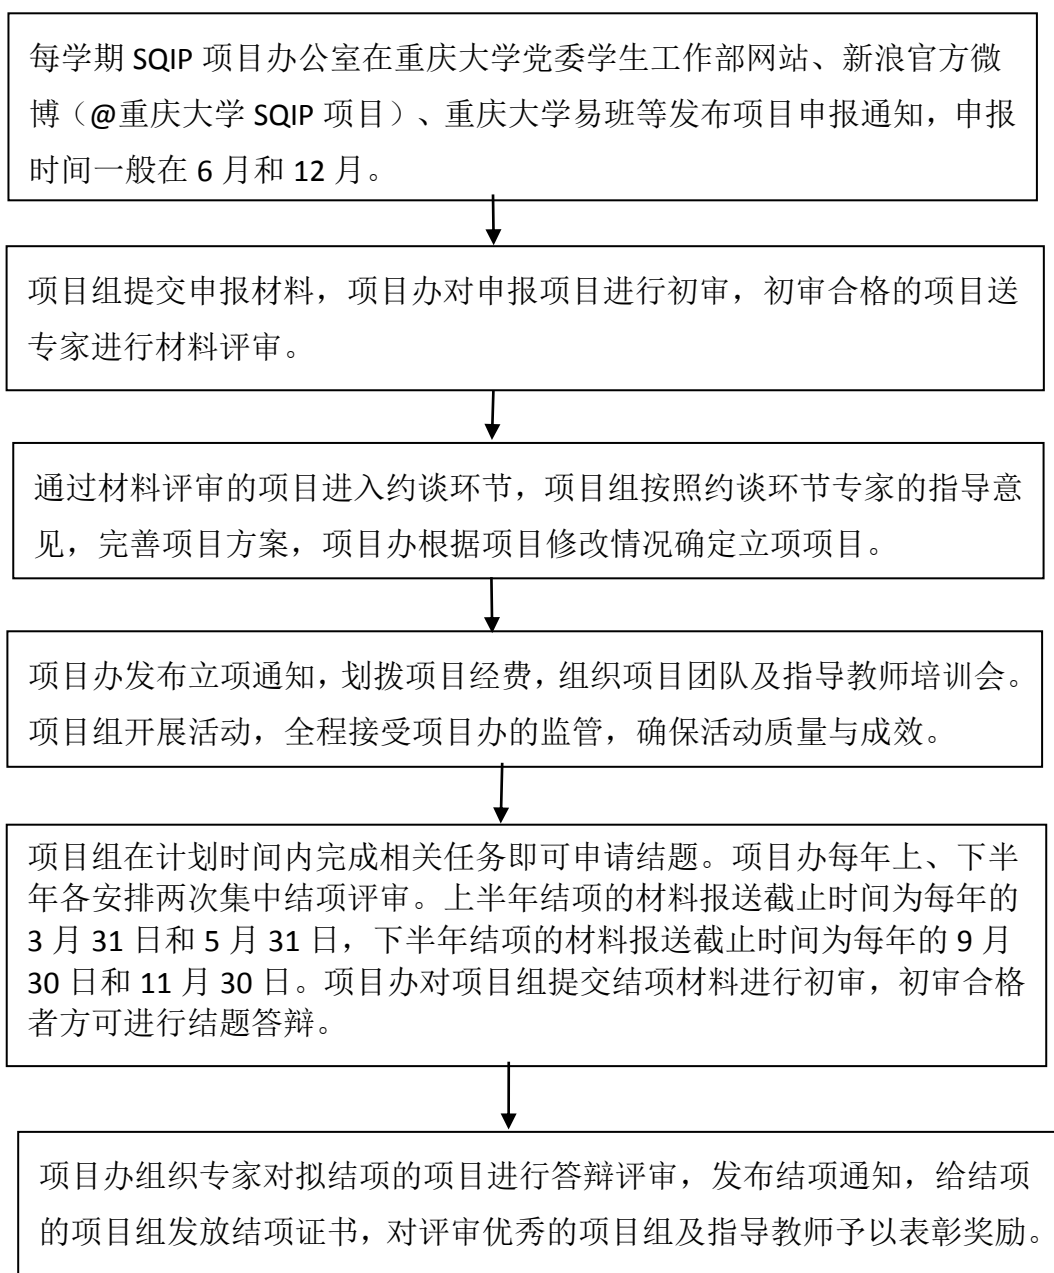 每学期 SQIP 项目办公室在重庆大学党委学生工作部网站、新浪官方微
博（@重庆大学 SQIP 项目）、重庆大学易班等发布项目申报通知，申报
时间一般在 6 月和 12 月。
项目组提交申报材料，项目办对申报项目进行初审，初审合格的项目送
专家进行材料评审。
通过材料评审的项目进入约谈环节，项目组按照约谈环节专家的指导意
见，完善项目方案，项目办根据项目修改情况确定立项项目。
项目办发布立项通知，划拨项目经费，组织项目团队及指导教师培训会。
项目组开展活动，全程接受项目办的监管，确保活动质量与成效。
项目组在计划时间内完成相关任务即可申请结题。项目办每年上、下半
年各安排两次集中结项评审。上半年结项的材料报送截止时间为每年的
3 月 31 日和 5 月 31 日，下半年结项的材料报送截止时间为每年的 9 月
30 日和 11 月 30 日。项目办对项目组提交结项材料进行初审，初审合格
者方可进行结题答辩。
项目办组织专家对拟结项的项目进行答辩评审，发布结项通知，给结项
的项目组发放结项证书，对评审优秀的项目组及指导教师予以表彰奖励。